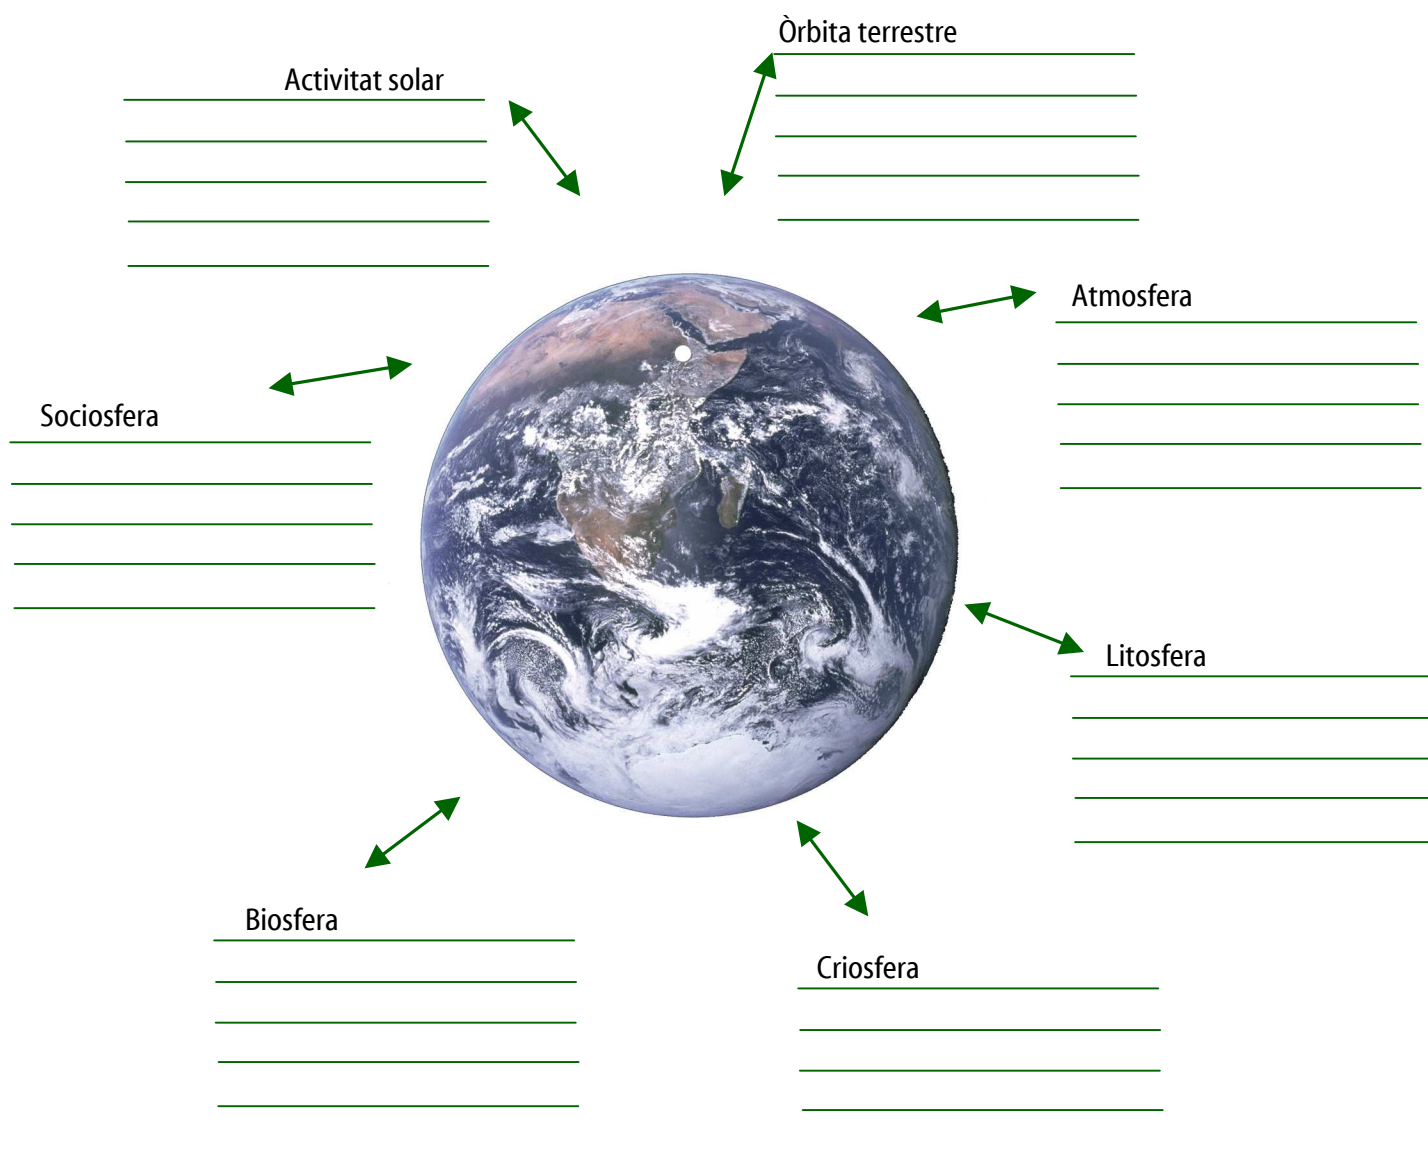 Òrbita terrestre
Activitat solar
Atmosfera
Sociosfera
Litosfera
Biosfera
Criosfera